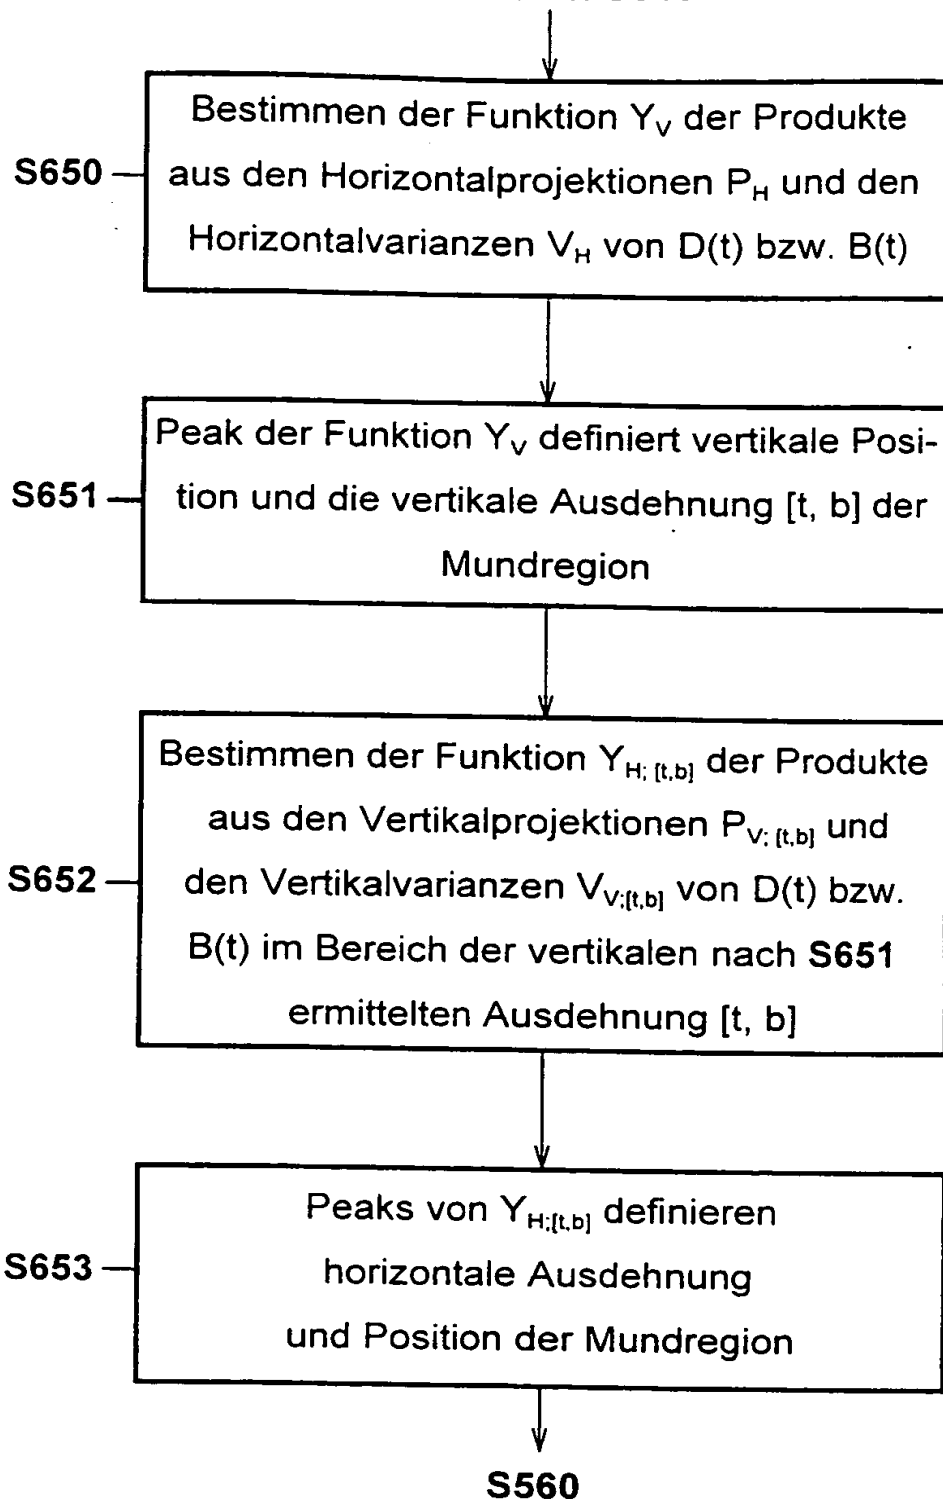 Bestimmen der Funktion Y_V der Produkte
S650
aus den Horizontalprojektionen P_H und den
Horizontalvarianzen V_H von D(t) bzw. B(t)
Peak der Funktion Y_V definiert vertikale Posi-
S651
tion und die vertikale Ausdehnung [t, b] der
Mundregion
Bestimmen der Funktion Y_H; [t,b] der Produkte
aus den Vertikalprojektionen P_V; [t,b] und
S652
den Vertikalvarianzen V_V;[t,b] von D(t) bzw.
B(t) im Bereich der vertikalen nach S651
ermittelten Ausdehnung [t, b]
Peaks von Y_H;[t,b] definieren
S653
horizontale Ausdehnung
und Position der Mundregion
S560